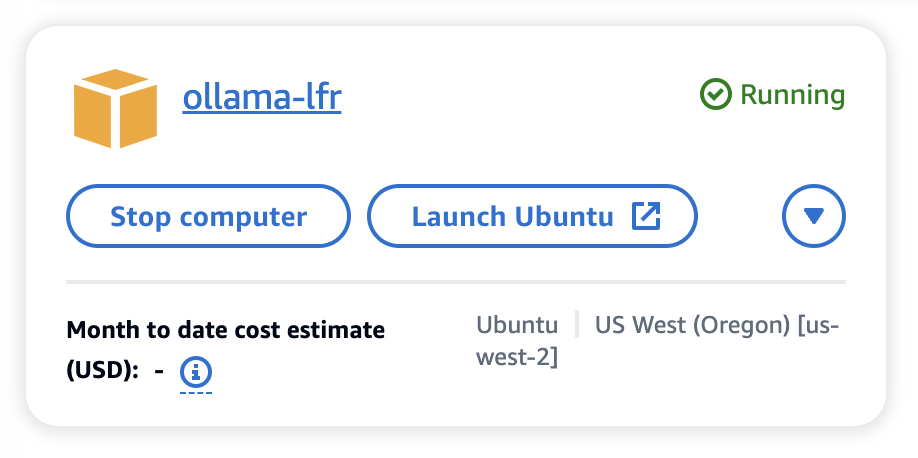 ollama-lfr
Running
Stop computer
Launch Ubuntu
Month to date cost estimate
(USD): -
Ubuntu | US West (Oregon) [us-
west-2]